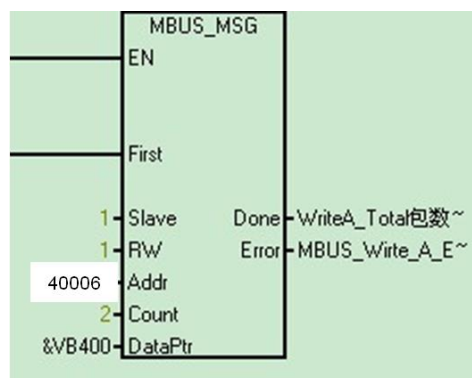 MBUS_MSG
EN
First
1 Slave Done WriteA_Total包数~
1 RW Error MBUS_Wirte_A_E~
40006 Addr
2 Count
&VB400 DataPtr